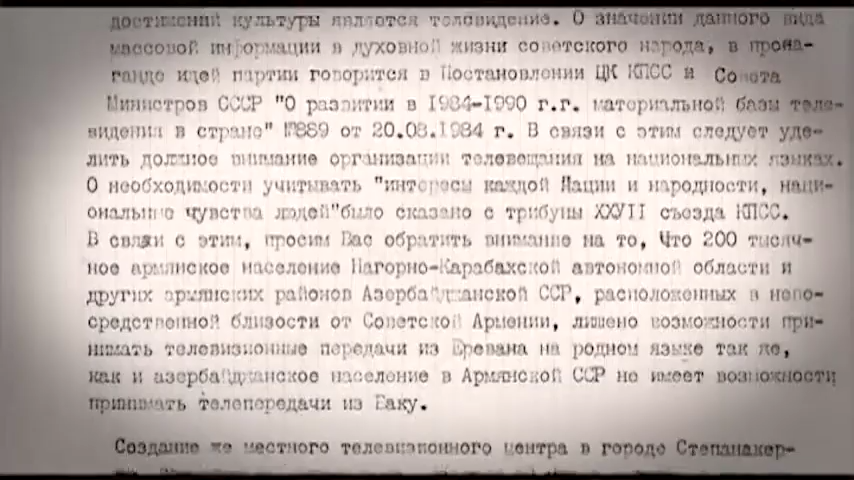 достижений культуры является телевидение. О значении данного вида
массовой информации в духовной жизни советского народа, в пропа-
ганде идей партии говорится в Постановлении ЦК КПСС и Совета
Министров СССР "О развитии в 1984-1990 г.г. материальной базы теле-
видения в стране" №889 от 20.08.1984 г. В связи с этим следует уде-
лить должное внимание организации телевещания на национальных языках.
О необходимости учитывать "интересы каждой Нации и народности, наци-
ональные чувства людей"было сказано с трибуны XXУII съезда КПСС.
В связи с этим, просим Вас обратить внимание на то, Что 200 тысяч-
ное армянское население Нагорно-Карабахской автономной области и
других армянских районов Азербайджанской ССР, расположенных в непо-
средственной близости от Советской Армении, лишено возможности при-
нимать телевизионные передачи из Еревана на родном языке так же,
как и азербайджанское население в Армянской ССР не имеет возможности
принимать телепередачи из Баку.
Создание же местного телевизионного центра в городе Степанакер-